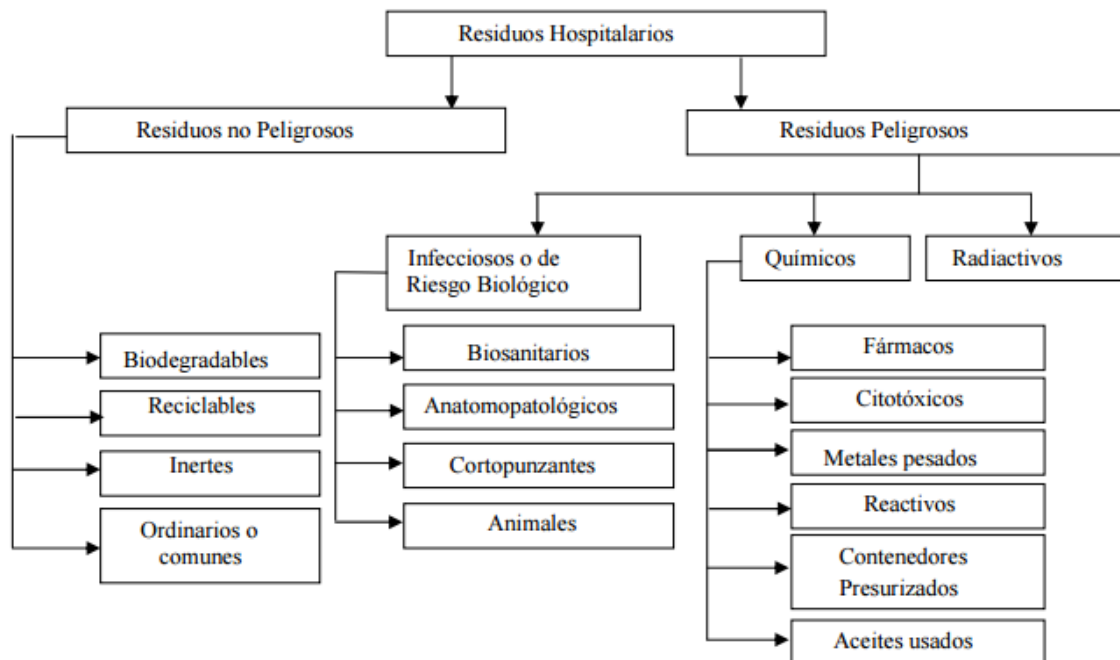 Residuos Hospitalarios
Residuos no Peligrosos
Residuos Peligrosos
Infecciosos o de
Riesgo Biológico
Químicos
Radiactivos
Biodegradables
Reciclables
Inertes
Ordinarios o
comunes
Biosanitarios
Anatomopatológicos
Cortopunzantes
Animales
Fármacos
Citotóxicos
Metales pesados
Reactivos
Contenedores
Presurizados
Aceites usados